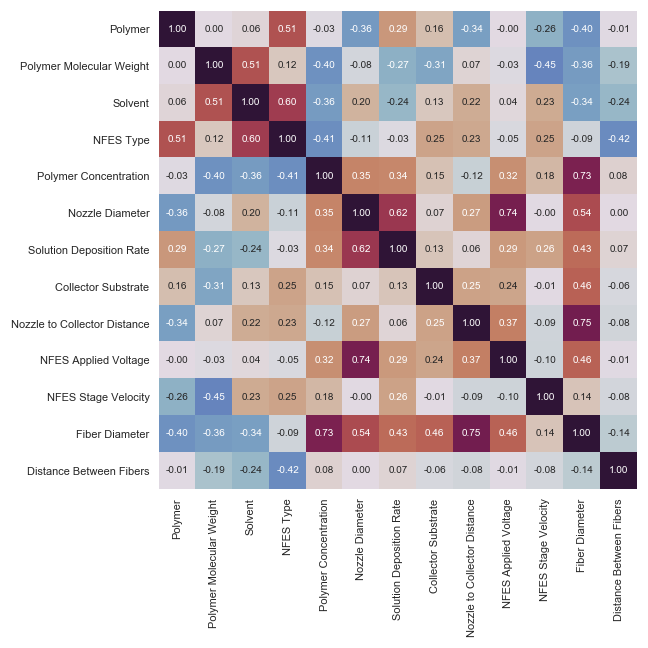 Polymer 1.00 0.00 0.06 0.51 -0.03 -0.36 0.29 0.16 -0.34 -0.00 -0.26 -0.40 -0.01
Polymer Molecular Weight 0.00 1.00 0.51 0.12 -0.40 -0.08 -0.27 -0.31 0.07 -0.03 -0.45 -0.36 -0.19
Solvent 0.06 0.51 1.00 0.60 -0.36 0.20 -0.24 0.13 0.22 0.04 0.23 -0.34 -0.24
NFES Type 0.51 0.12 0.60 1.00 -0.41 -0.11 -0.03 0.25 0.23 -0.05 0.25 -0.09 -0.42
Polymer Concentration -0.03 -0.40 -0.36 -0.41 1.00 0.35 0.34 0.15 -0.12 0.32 0.18 0.73 0.08
Nozzle Diameter -0.36 -0.08 0.20 -0.11 0.35 1.00 0.62 0.07 0.27 0.74 -0.00 0.54 0.00
Solution Deposition Rate 0.29 -0.27 -0.24 -0.03 0.34 0.62 1.00 0.13 0.06 0.29 0.26 0.43 0.07
Collector Substrate 0.16 -0.31 0.13 0.25 0.15 0.07 0.13 1.00 0.25 0.24 -0.01 0.46 -0.06
Nozzle to Collector Distance -0.34 0.07 0.22 0.23 -0.12 0.27 0.06 0.25 1.00 0.37 -0.09 0.75 -0.08
NFES Applied Voltage -0.00 -0.03 0.04 -0.05 0.32 0.74 0.29 0.24 0.37 1.00 -0.10 0.46 -0.01
NFES Stage Velocity -0.26 -0.45 0.23 0.25 0.18 -0.00 0.26 -0.01 -0.09 -0.10 1.00 0.14 -0.08
Fiber Diameter -0.40 -0.36 -0.34 -0.09 0.73 0.54 0.43 0.46 0.75 0.46 0.14 1.00 -0.14
Distance Between Fibers -0.01 -0.19 -0.24 -0.42 0.08 0.00 0.07 -0.06 -0.08 -0.01 -0.08 -0.14 1.00
Polymer
Polymer Molecular Weight
Solvent
NFES Type
Polymer Concentration
Nozzle Diameter
Solution Deposition Rate
Collector Substrate
Nozzle to Collector Distance
NFES Applied Voltage
NFES Stage Velocity
Fiber Diameter
Distance Between Fibers